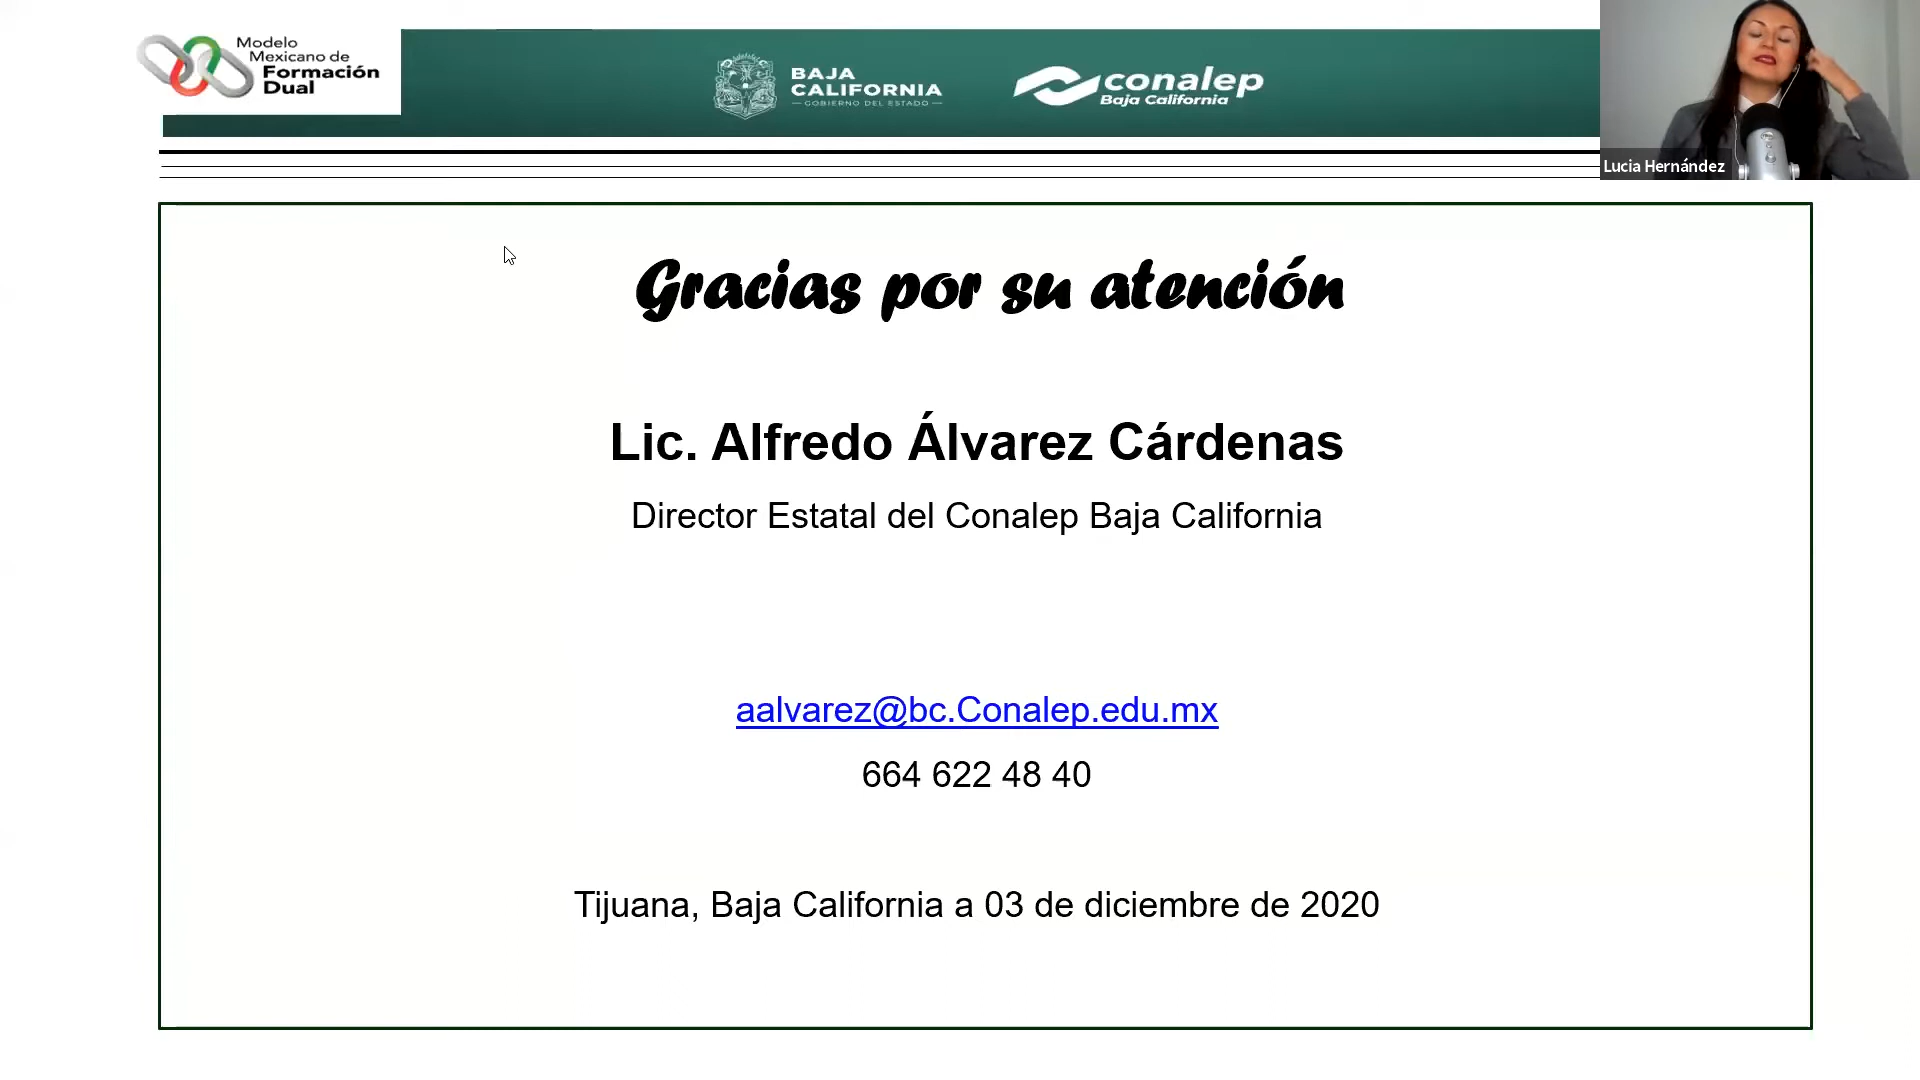 Modelo
Mexicano de
Formación
Dual
BAJA
CALIFORNIA
GOBIERNO DEL ESTADO
conalep
Baja California
Lucia Hernández
Gracias por su atención
Lic. Alfredo Álvarez Cárdenas
Director Estatal del Conalep Baja California
aalvarez@bc.Conalep.edu.mx
664 622 48 40
Tijuana, Baja California a 03 de diciembre de 2020